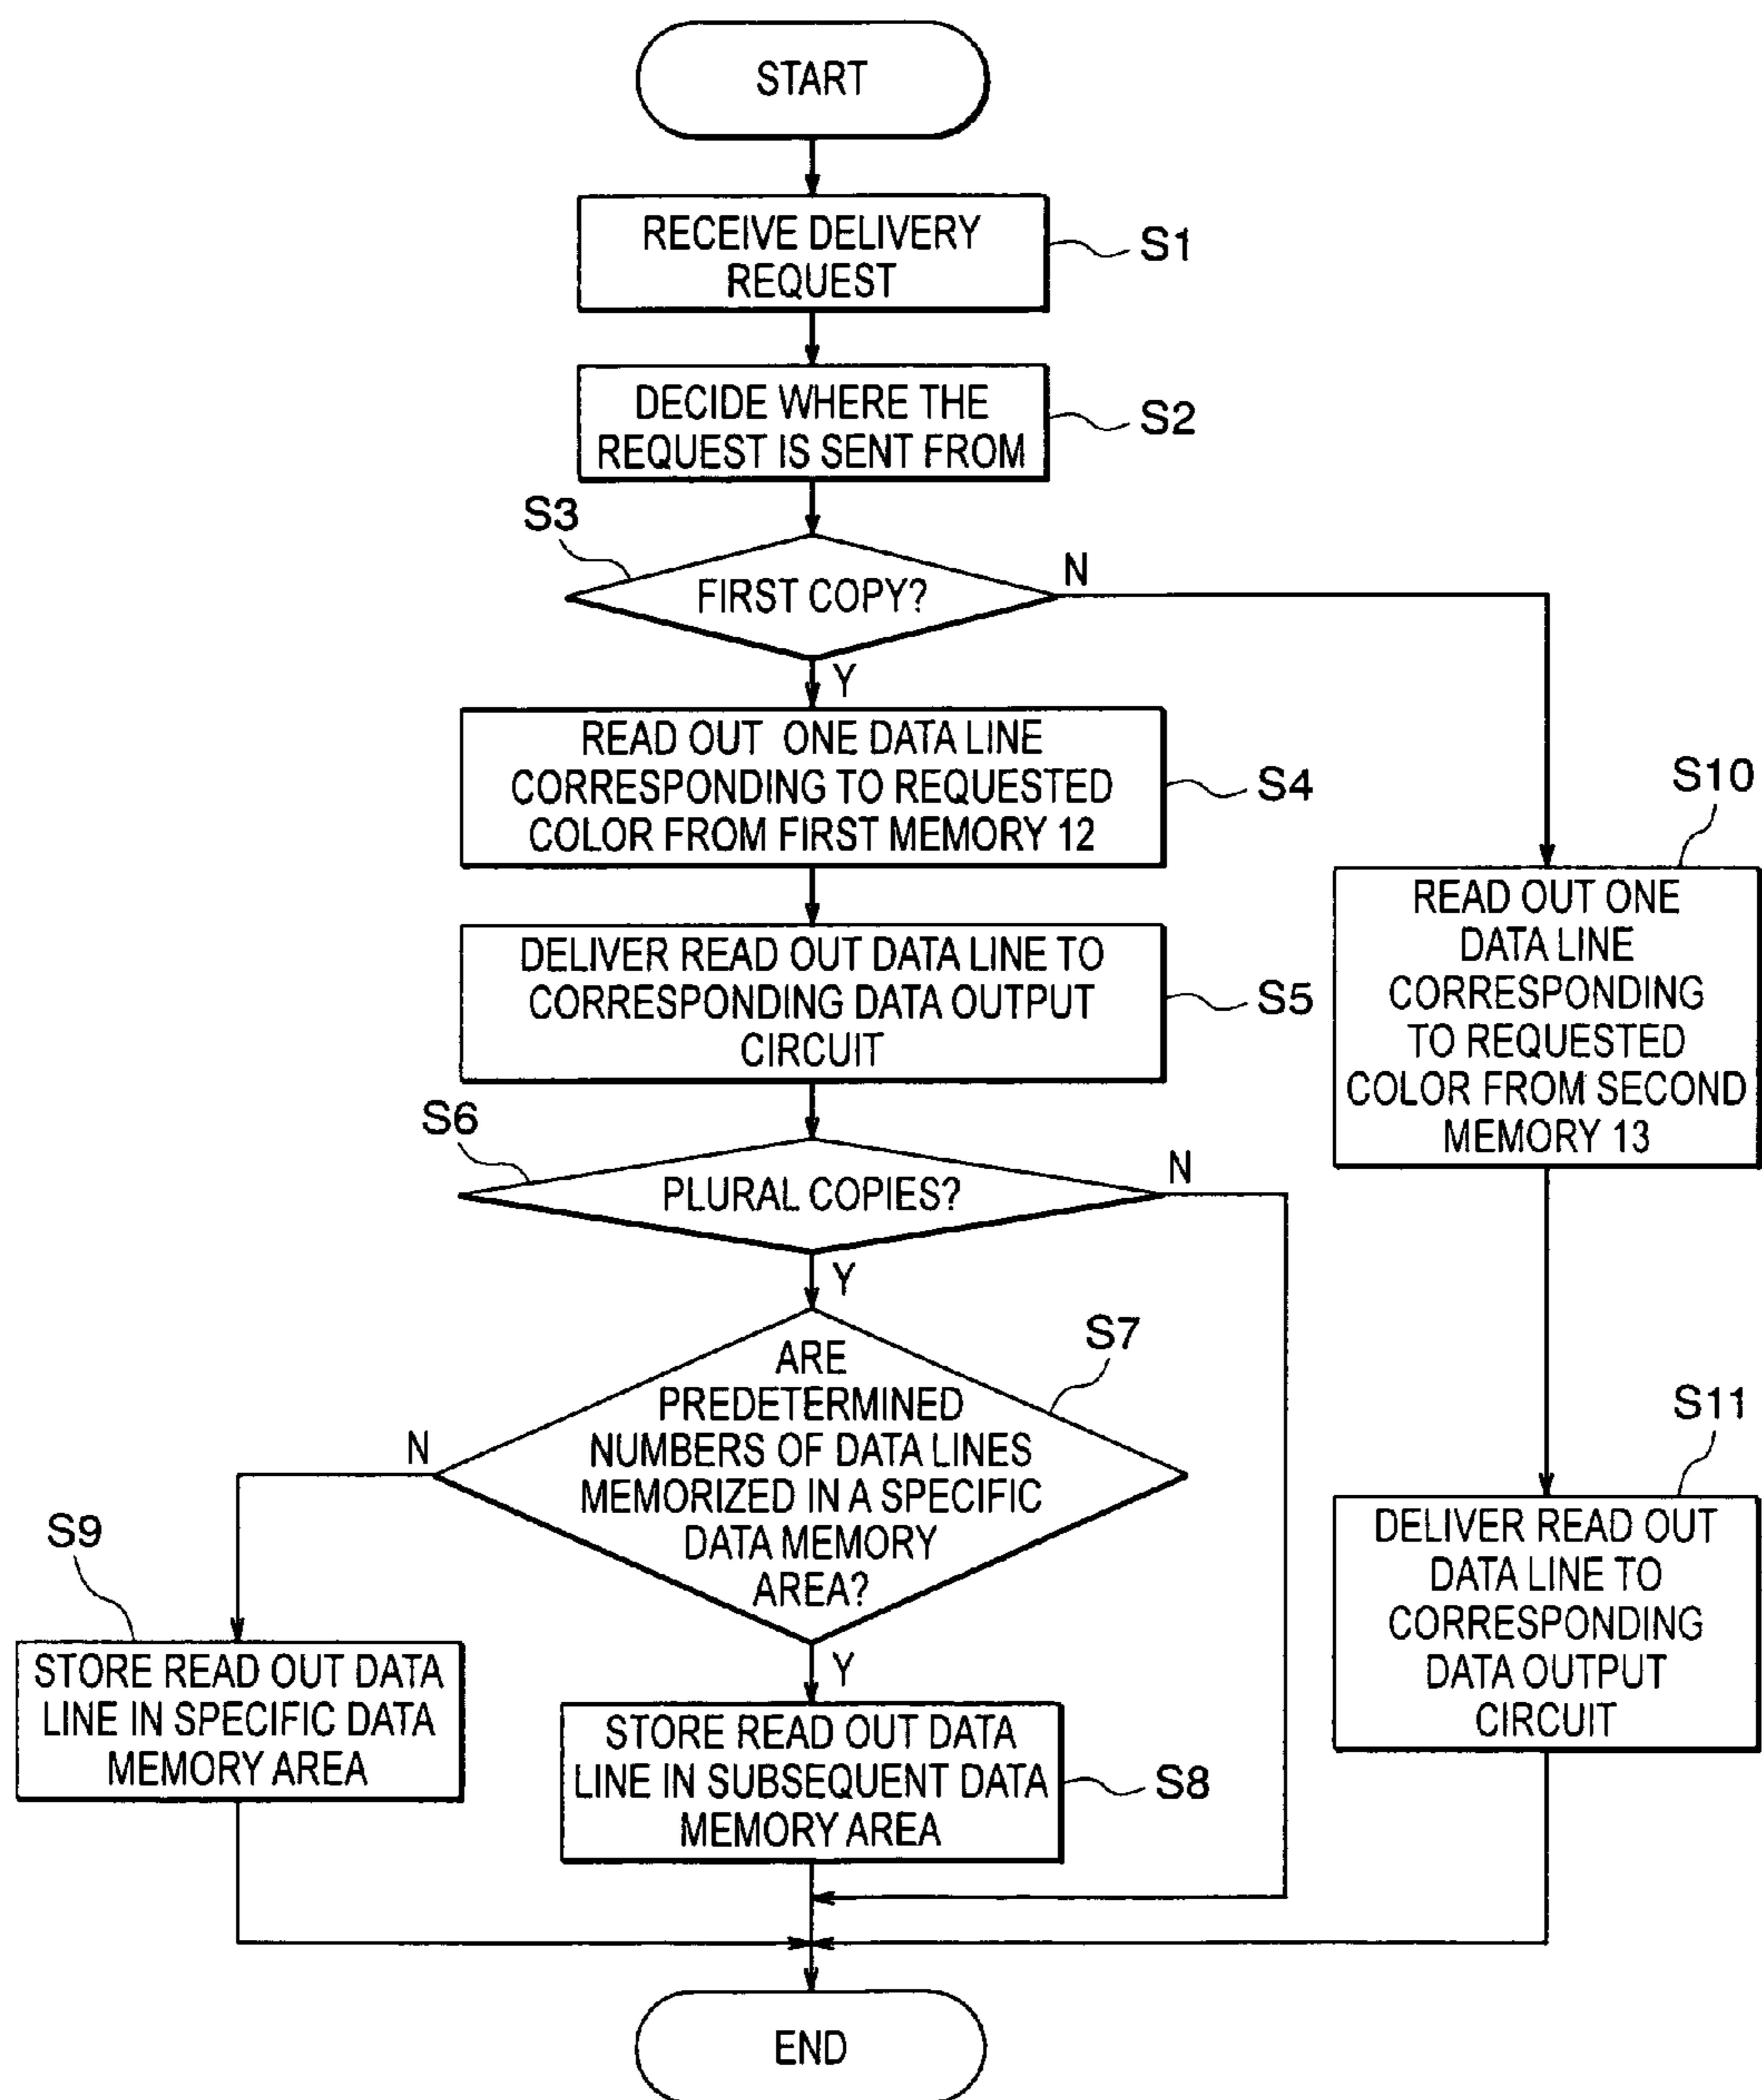 START
RECEIVE DELIVERY
REQUEST
S1
DECIDE WHERE THE
REQUEST IS SENT FROM
S2
S3
FIRST COPY?
N
Y
READ OUT ONE DATA LINE
CORRESPONDING TO REQUESTED
COLOR FROM FIRST MEMORY 12
S4
DELIVER READ OUT DATA LINE TO
CORRESPONDING DATA OUTPUT
CIRCUIT
S5
S6
PLURAL COPIES?
N
Y
S7
ARE
PREDETERMINED
NUMBERS OF DATA LINES
MEMORIZED IN A SPECIFIC
DATA MEMORY
AREA?
N
Y
S9
STORE READ OUT DATA
LINE IN SPECIFIC DATA
MEMORY AREA
STORE READ OUT DATA
LINE IN SUBSEQUENT DATA
MEMORY AREA
S8
S10
READ OUT ONE
DATA LINE
CORRESPONDING
TO REQUESTED
COLOR FROM SECOND
MEMORY 13
S11
DELIVER READ OUT
DATA LINE TO
CORRESPONDING
DATA OUTPUT
CIRCUIT
END